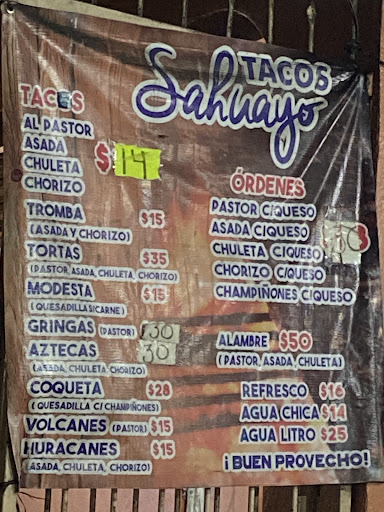 TACOS
Sahuayo
TACOS
AL PASTOR
ASADA
CHULETA
CHORIZO
$14
TROMBA $15
(ASADA Y CHORIZO)
TORTAS $35
(PASTOR, ASADA, CHULETA, CHORIZO)
MODESTA $15
(QUESADILLA S/CARNE)
GRINGAS (PASTOR) 30
AZTECAS 30
(ASADA, CHULETA, CHORIZO)
COQUETA $28
(QUESADILLA C/ CHAMPIÑONES)
VOLCANES (PASTOR) $15
HURACANES $15
(ASADA, CHULETA, CHORIZO)
ÓRDENES
PASTOR C/QUESO
ASADA C/QUESO
CHULETA C/QUESO
CHORIZO C/QUESO
CHAMPIÑONES C/QUESO
ALAMBRE $50
(PASTOR, ASADA, CHULETA)
REFRESCO $16
AGUA CHICA $14
AGUA LITRO $25
¡BUEN PROVECHO!